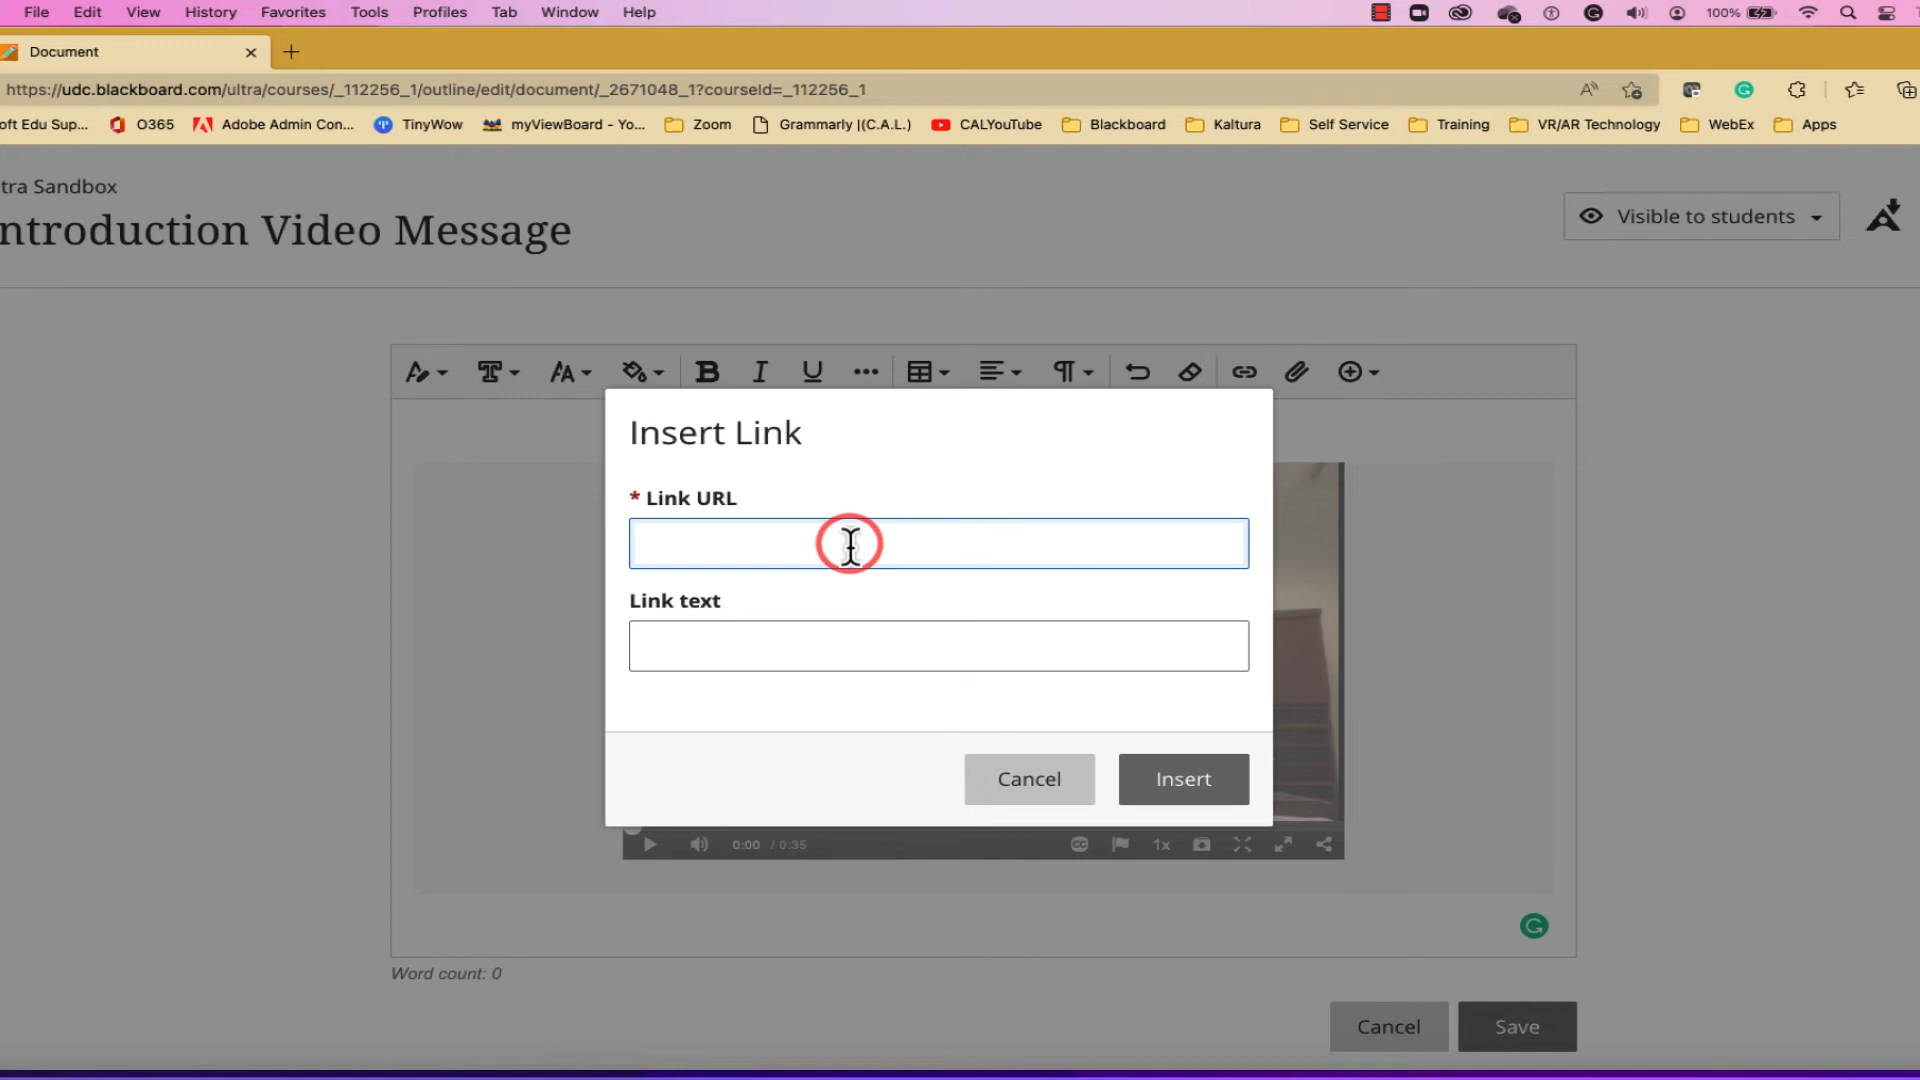 File Edit View History Favorites Tools Profiles Tab Window Help 100%
Document
https://udc.blackboard.com/ultra/courses/_112256_1/outline/edit/document/_2671048_1?courseId=_112256_1
oft Edu Sup... O365 Adobe Admin Con... TinyWow myViewBoard - Yo... Zoom Grammarly |(C.A.L.) CALYouTube Blackboard Kaltura Self Service Training VR/AR Technology WebEx Apps
tra Sandbox
ntroduction Video Message
Visible to students
Insert Link
* Link URL
Link text
Cancel Insert
0:00 / 0:35 1x
Word count: 0
Cancel Save